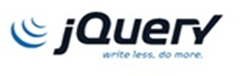 jQuery
write less, do more.